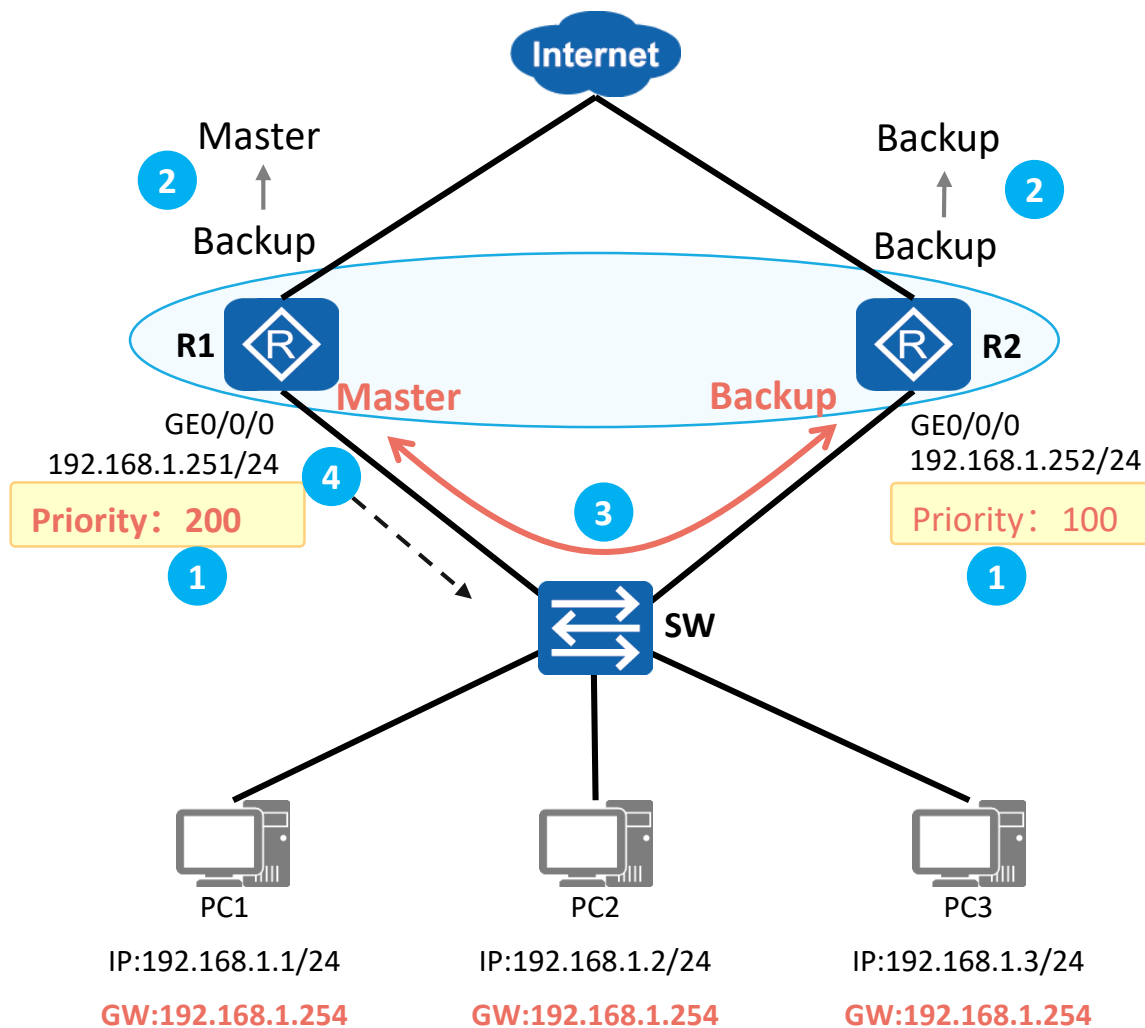 Internet
Master
Backup
2
2
Backup
Backup
R
R
R1
R2
Master
Backup
GE0/0/0
GE0/0/0
192.168.1.251/24
192.168.1.252/24
4
3
Priority：200
Priority：100
1
1
SW
PC1
PC2
PC3
IP:192.168.1.1/24
IP:192.168.1.2/24
IP:192.168.1.3/24
GW:192.168.1.254
GW:192.168.1.254
GW:192.168.1.254